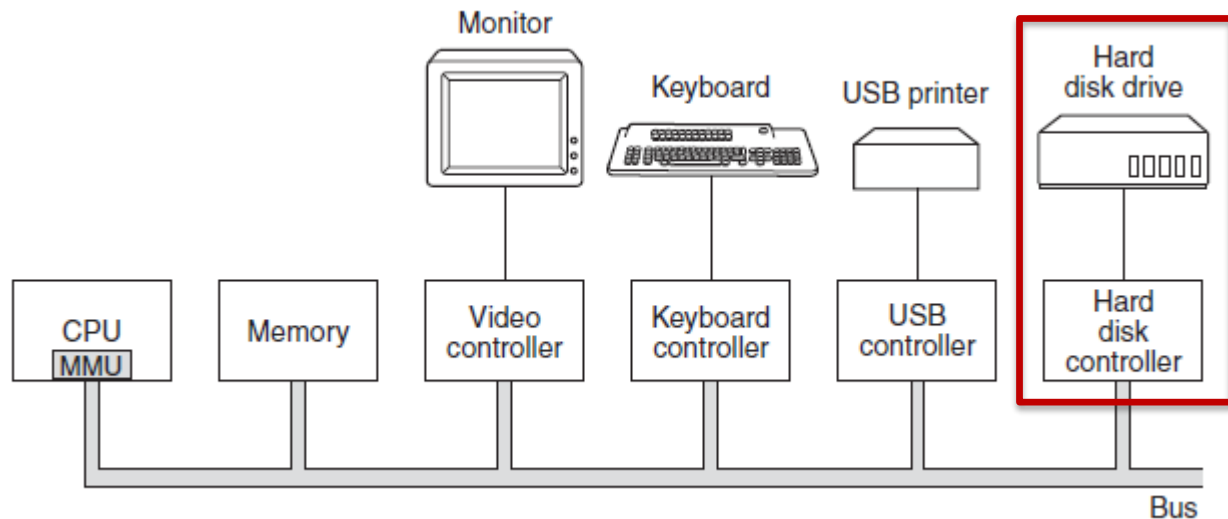 Monitor
Keyboard
USB printer
Hard
disk drive
CPU
MMU
Memory
Video
controller
Keyboard
controller
USB
controller
Hard
disk
controller
Bus